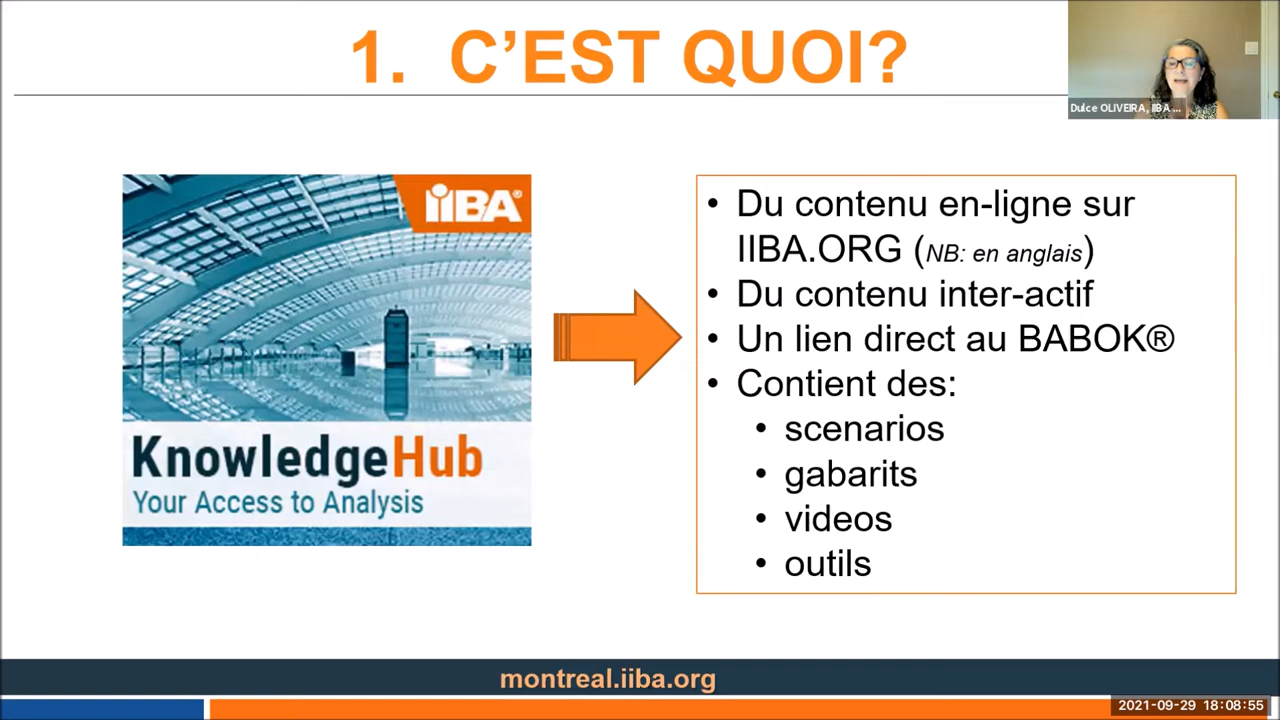 1. C’EST QUOI?
Dulce OLIVEIRA, IIBA ...
iiBA®
KnowledgeHub
Your Access to Analysis
• Du contenu en-ligne sur
IIBA.ORG (NB: en anglais)
• Du contenu inter-actif
• Un lien direct au BABOK®
• Contient des:
• scenarios
• gabarits
• videos
• outils
montreal.iiba.org
2021-09-29 18:08:55